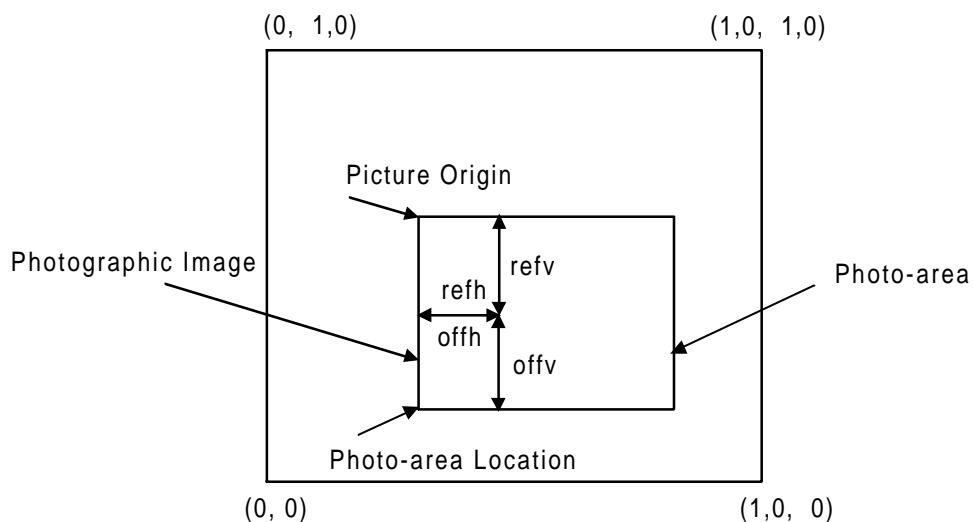 (0, 1,0)
(1,0, 1,0)
Picture Origin
Photographic Image
refv
Photo-area
refh
offh
offv
Photo-area Location
(0, 0)
(1,0, 0)